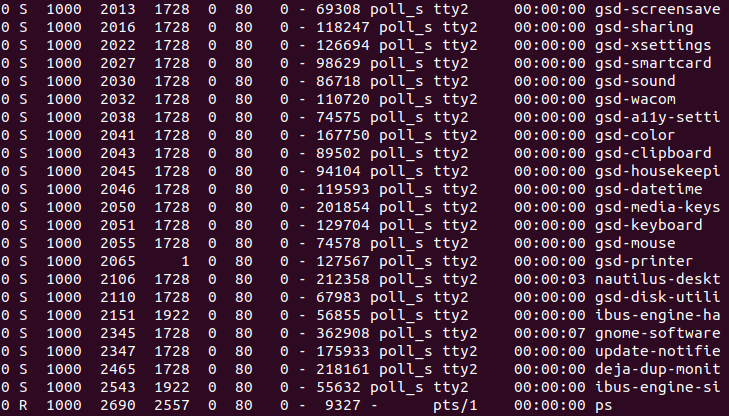 0 S  1000  2013  1728  0  80   0 - 69308 poll_s tty2     00:00:00 gsd-screensave
0 S  1000  2016  1728  0  80   0 - 118247 poll_s tty2    00:00:00 gsd-sharing
0 S  1000  2022  1728  0  80   0 - 126694 poll_s tty2    00:00:00 gsd-xsettings
0 S  1000  2027  1728  0  80   0 - 98629 poll_s tty2     00:00:00 gsd-smartcard
0 S  1000  2030  1728  0  80   0 - 86718 poll_s tty2     00:00:00 gsd-sound
0 S  1000  2032  1728  0  80   0 - 110720 poll_s tty2    00:00:00 gsd-wacom
0 S  1000  2038  1728  0  80   0 - 74575 poll_s tty2     00:00:00 gsd-a11y-setti
0 S  1000  2041  1728  0  80   0 - 167750 poll_s tty2    00:00:00 gsd-color
0 S  1000  2043  1728  0  80   0 - 89502 poll_s tty2     00:00:00 gsd-clipboard
0 S  1000  2045  1728  0  80   0 - 94104 poll_s tty2     00:00:00 gsd-housekeepi
0 S  1000  2046  1728  0  80   0 - 119593 poll_s tty2    00:00:00 gsd-datetime
0 S  1000  2050  1728  0  80   0 - 201854 poll_s tty2    00:00:00 gsd-media-keys
0 S  1000  2051  1728  0  80   0 - 129704 poll_s tty2    00:00:00 gsd-keyboard
0 S  1000  2055  1728  0  80   0 - 74578 poll_s tty2     00:00:00 gsd-mouse
0 S  1000  2065     1  0  80   0 - 127567 poll_s tty2    00:00:00 gsd-printer
0 S  1000  2106  1728  0  80   0 - 212358 poll_s tty2    00:00:03 nautilus-deskt
0 S  1000  2110  1728  0  80   0 - 67983 poll_s tty2     00:00:00 gsd-disk-utili
0 S  1000  2151  1922  0  80   0 - 56855 poll_s tty2     00:00:00 ibus-engine-ha
0 S  1000  2345  1728  0  80   0 - 362908 poll_s tty2    00:00:07 gnome-software
0 S  1000  2347  1728  0  80   0 - 175933 poll_s tty2    00:00:00 update-notifie
0 S  1000  2465  1728  0  80   0 - 218161 poll_s tty2    00:00:00 deja-dup-monit
0 S  1000  2543  1922  0  80   0 - 55632 poll_s tty2     00:00:00 ibus-engine-si
0 R  1000  2690  2557  0  80   0 -  9327 -      pts/1    00:00:00 ps